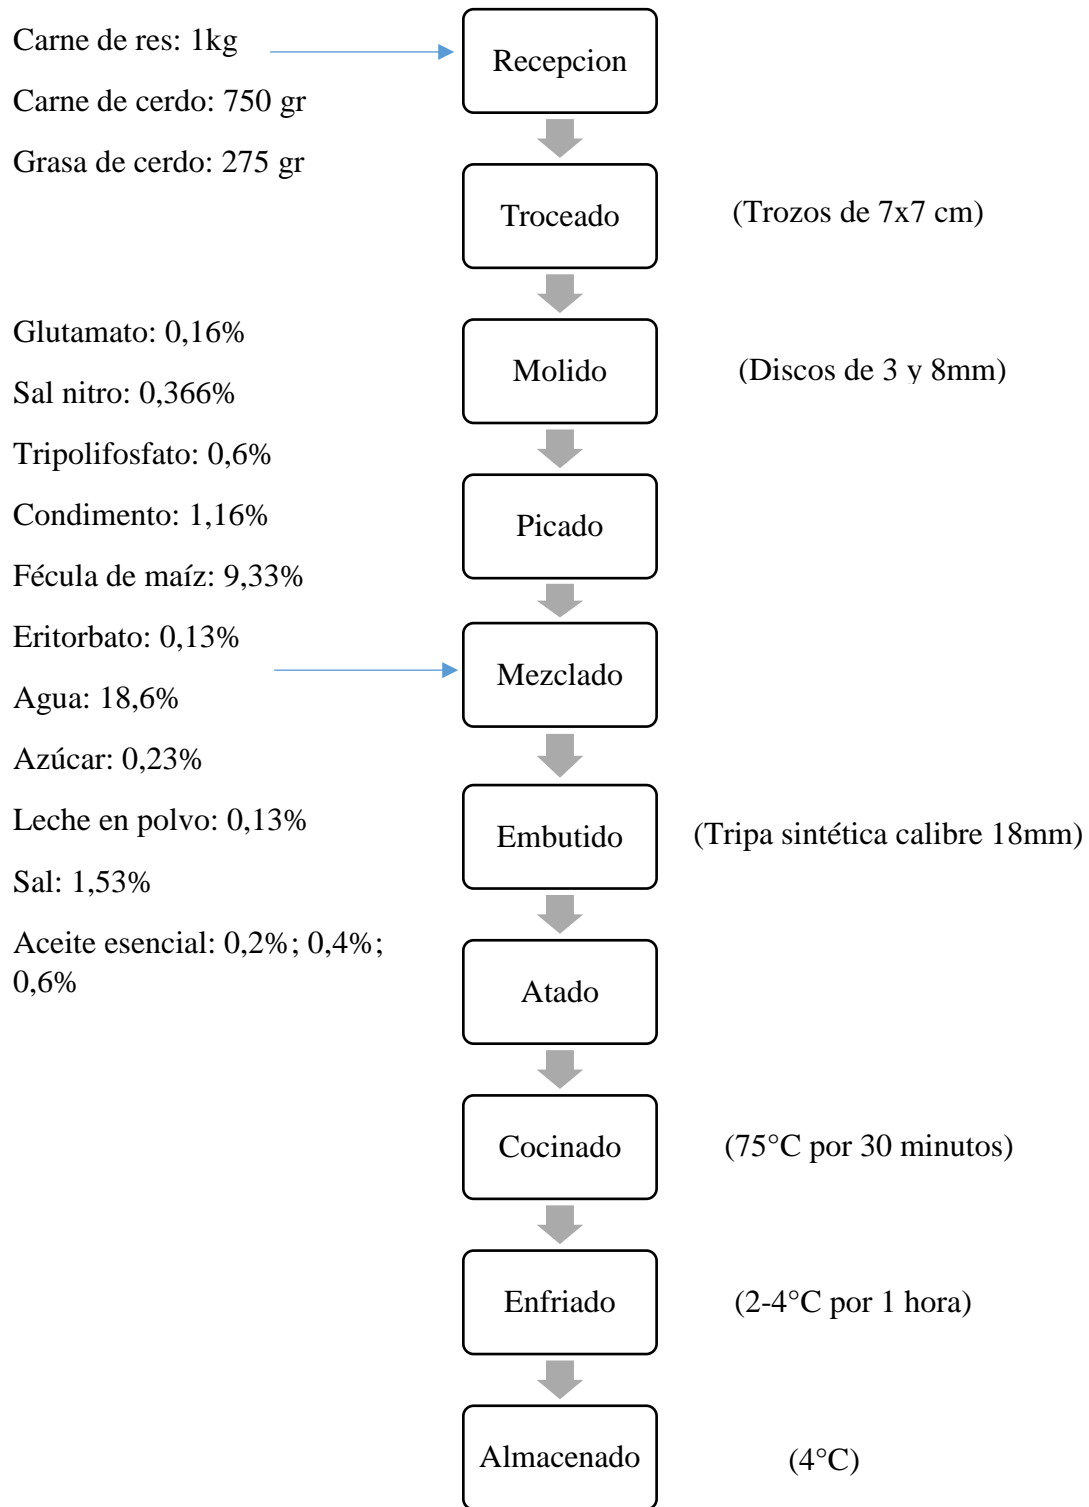 Carne de res: 1kg
Recepcion
Carne de cerdo: 750 gr
Grasa de cerdo: 275 gr
Troceado
(Trozos de 7x7 cm)
Glutamato: 0,16%
Molido
(Discos de 3 y 8mm)
Sal nitro: 0,366%
Tripolifosfato: 0,6%
Condimento: 1,16%
Picado
Fécula de maíz: 9,33%
Eritorbato: 0,13%
Mezclado
Agua: 18,6%
Azúcar: 0,23%
Leche en polvo: 0,13%
Embutido
(Tripa sintética calibre 18mm)
Sal: 1,53%
Aceite esencial: 0,2%; 0,4%;
0,6%
Atado
Cocinado
(75°C por 30 minutos)
Enfriado
(2-4°C por 1 hora)
Almacenado
(4°C)